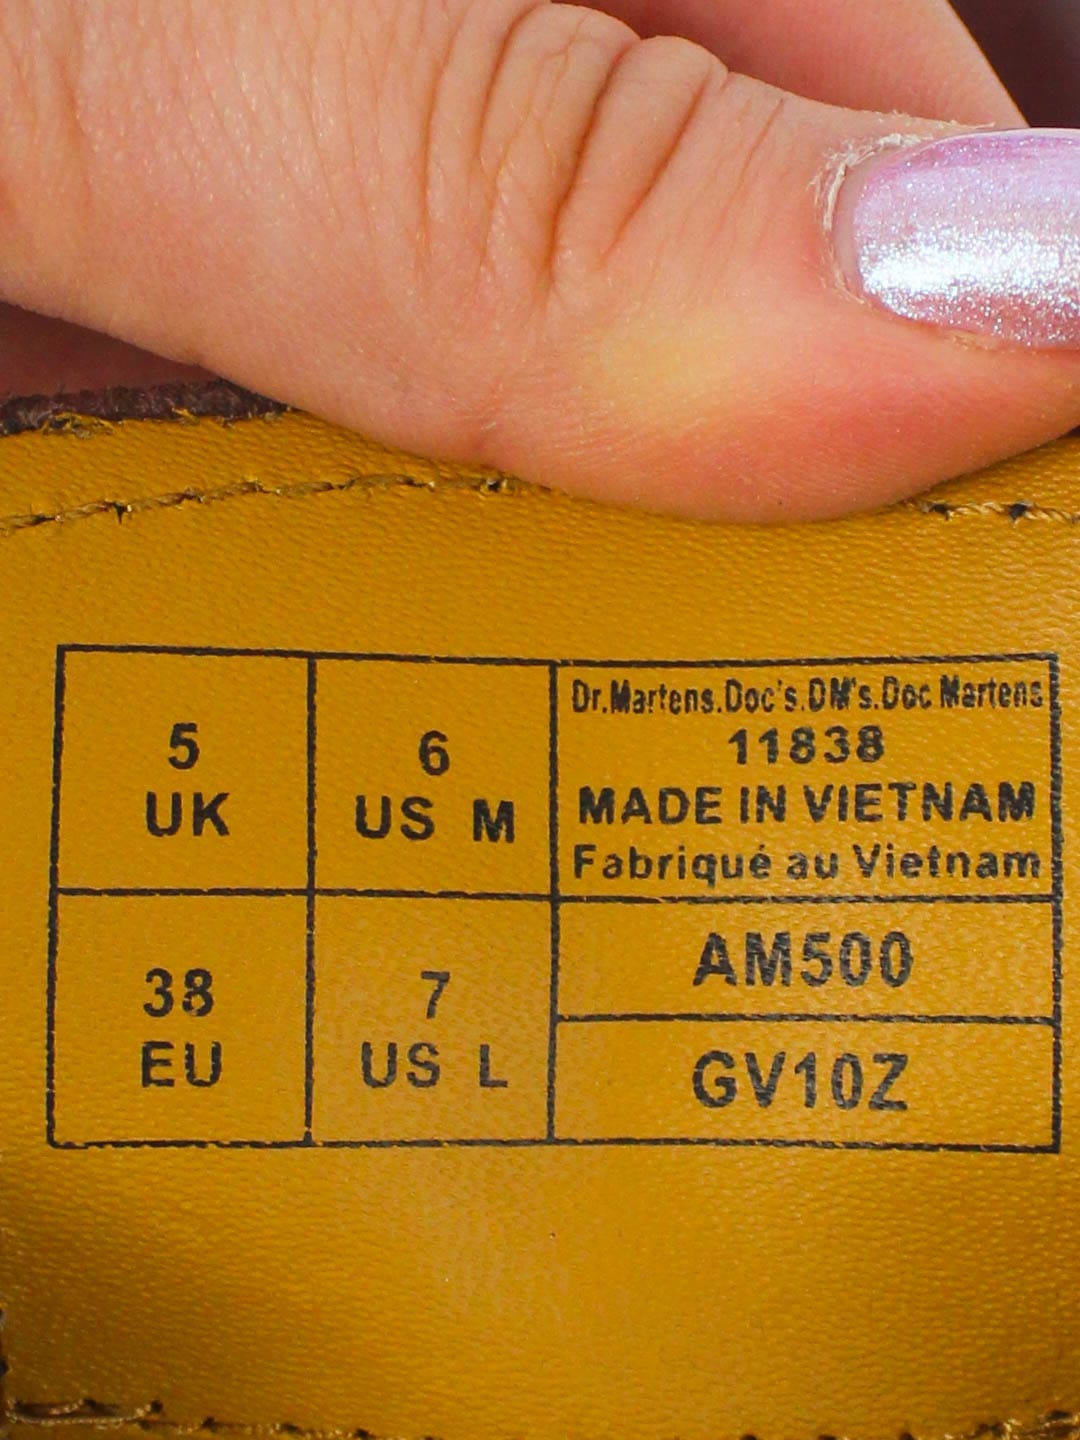 5
UK
6
US M
Dr.Martens.Doc's.DM's.Doc Martens
11838
MADE IN VIETNAM
Fabriqué au Vietnam
38
EU
7
US L
AM500
GV10Z